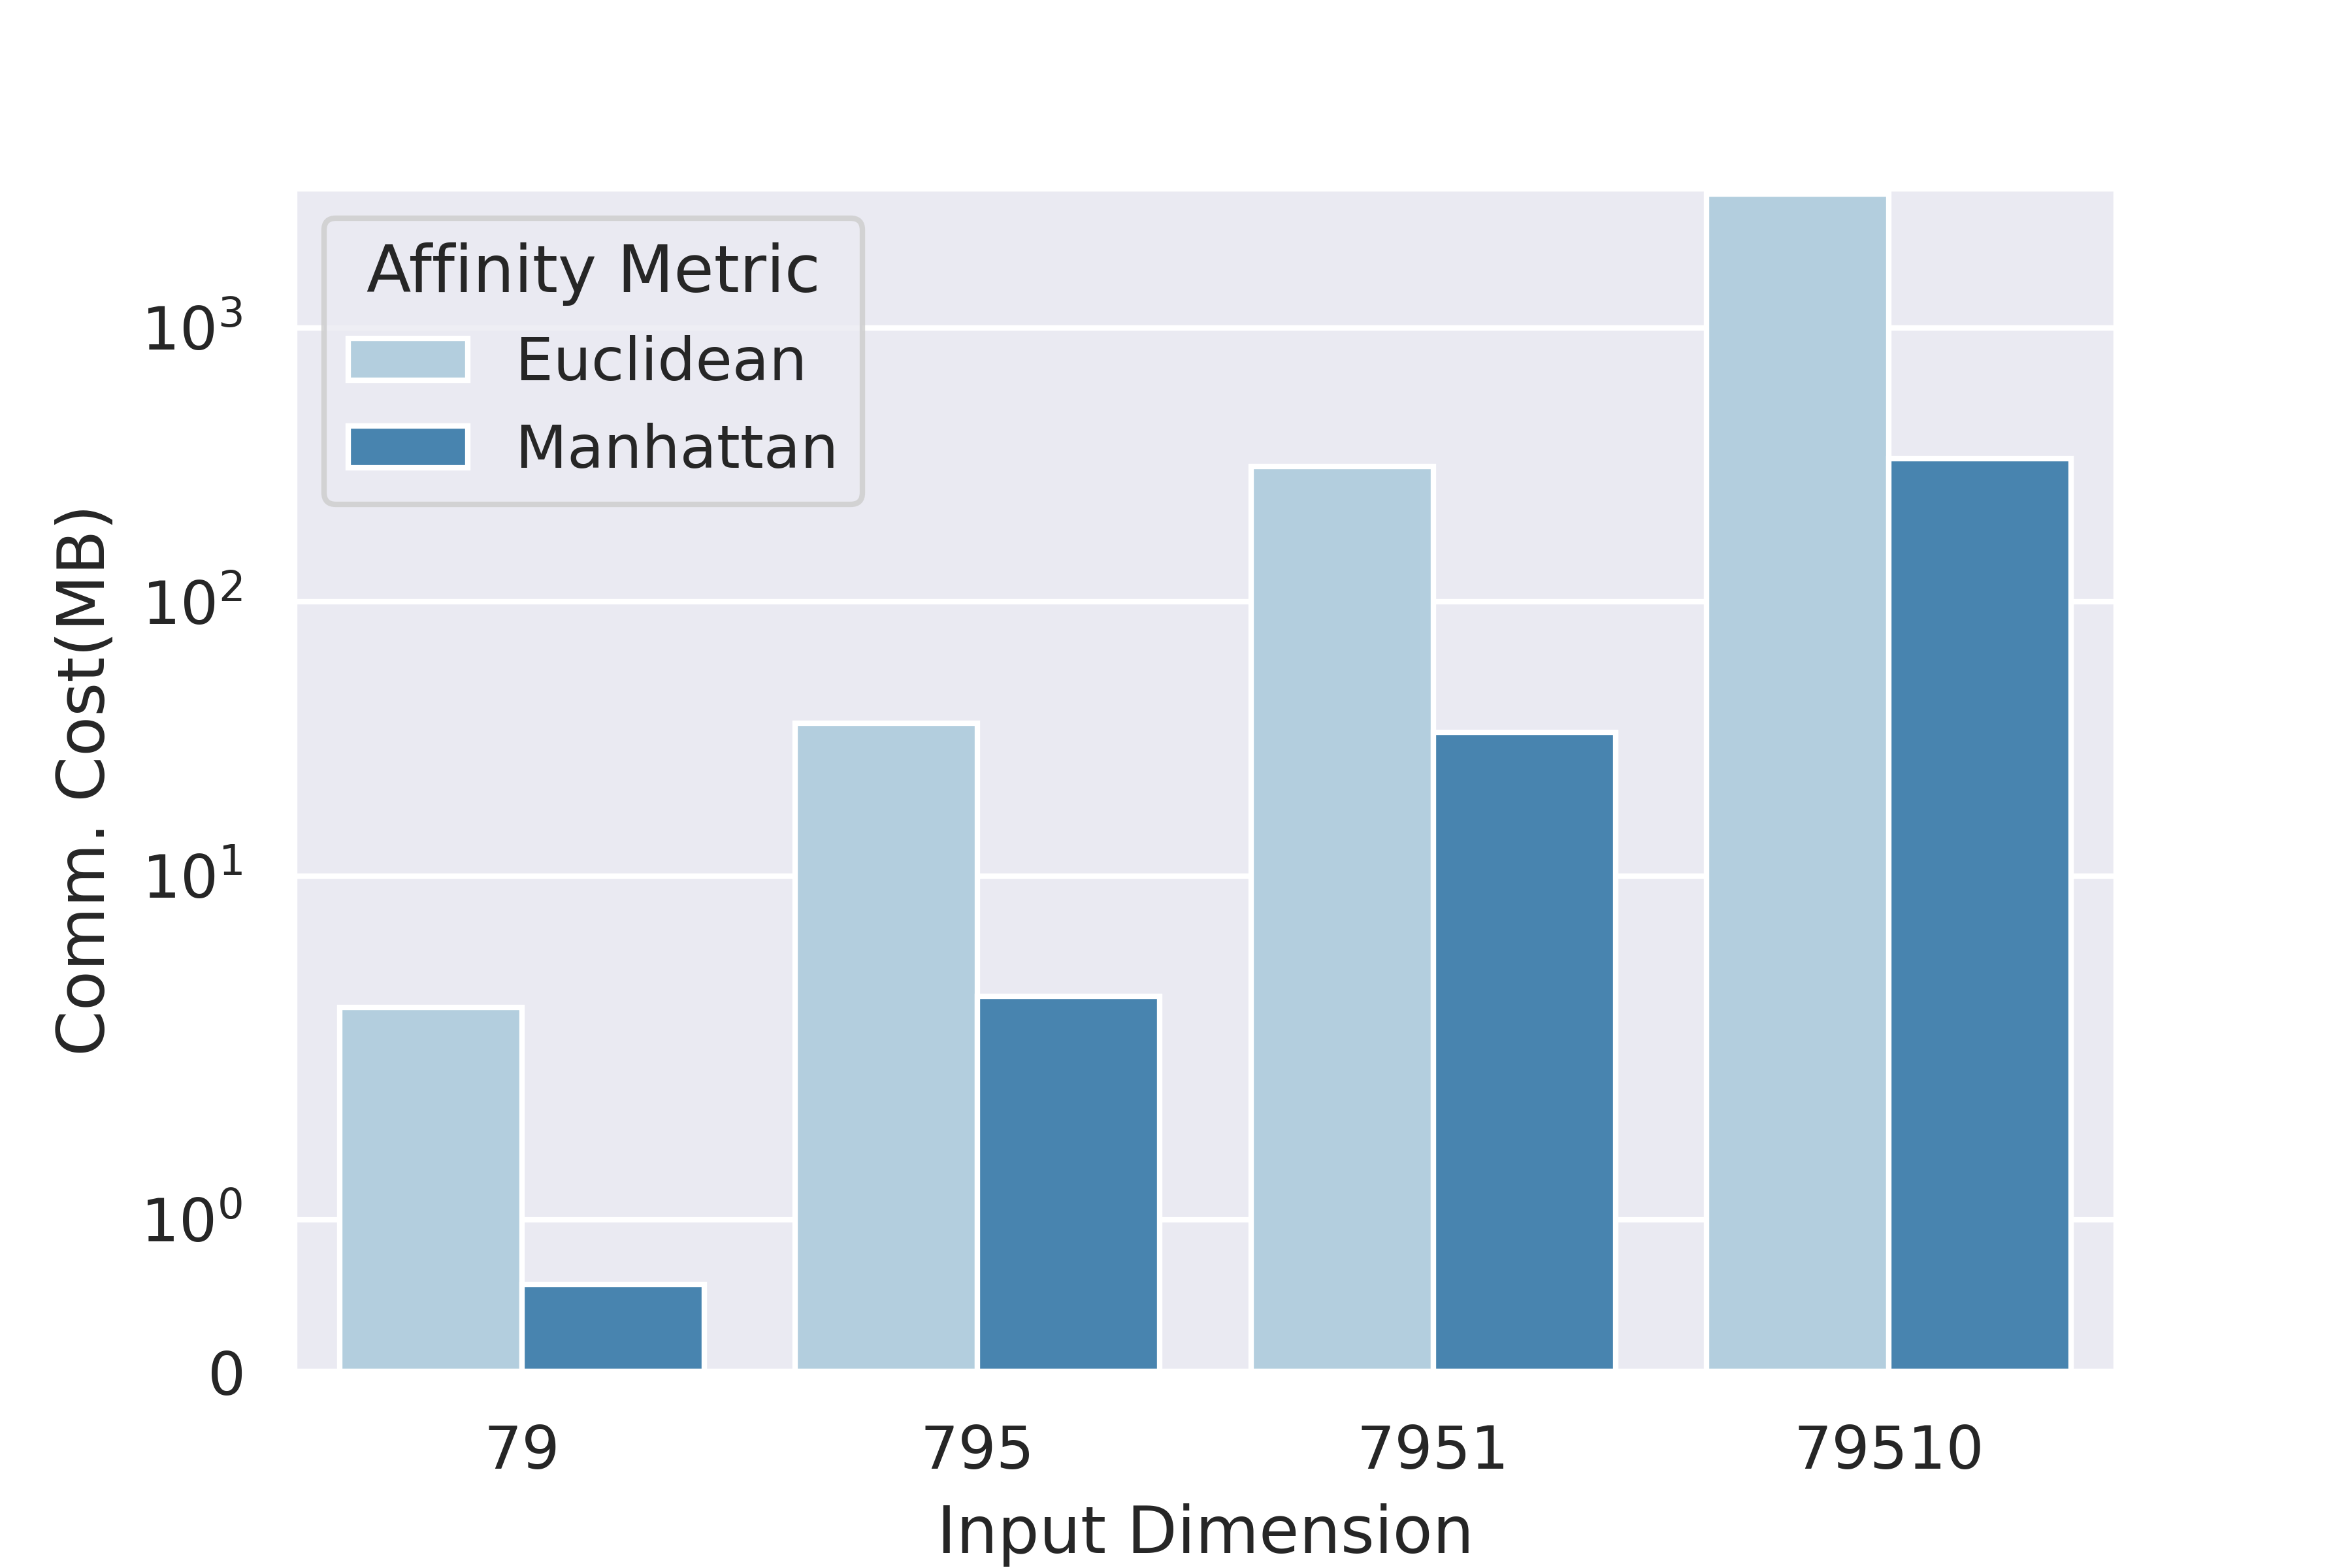 Affinity Metric
Euclidean
Manhattan
Comm. Cost(MB)
10³
10²
10¹
10⁰
0
79 795 7951 79510
Input Dimension